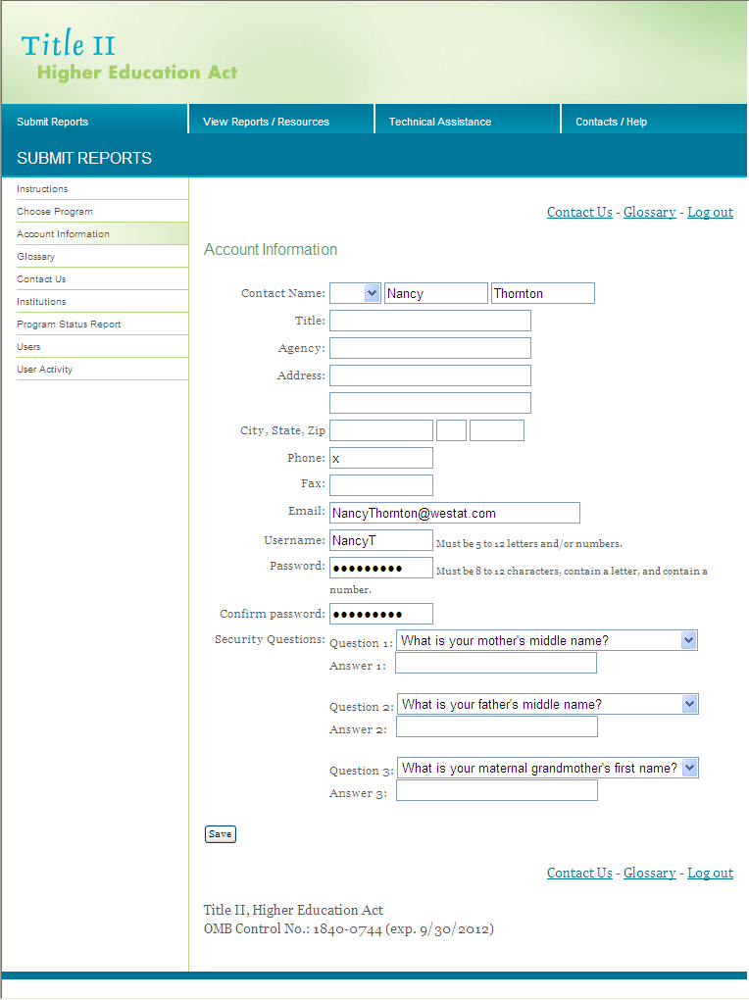 Title II
Higher Education Act
Submit Reports View Reports / Resources Technical Assistance Contacts / Help
SUBMIT REPORTS
Instructions
Choose Program
Account Information
Glossary
Contact Us
Institutions
Program Status Report
Users
User Activity
Contact Us - Glossary - Log out
Account Information
Contact Name: Nancy Thornton
Title:
Agency:
Address:
City, State, Zip
Phone: x
Fax:
Email: NancyThornton@westat.com
Username: NancyT Must be 5 to 12 letters and/or numbers.
Password: ●●●●●●●●● Must be 8 to 12 characters, contain a letter, and contain a
number.
Confirm password: ●●●●●●●●●
Security Questions: Question 1: What is your mother's middle name?
Answer 1:
Question 2: What is your father's middle name?
Answer 2:
Question 3: What is your maternal grandmother's first name?
Answer 3:
Save
Contact Us - Glossary - Log out
Title II, Higher Education Act
OMB Control No.: 1840-0744 (exp. 9/30/2012)